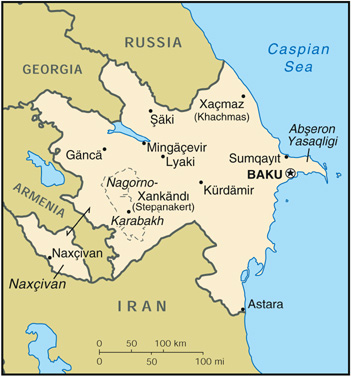 RUSSIA
Caspian
Sea
GEORGIA
Xaçmaz
(Khachmas)
Şäki
Abşeron
Yasaqligi
Mingäçevir
Gäncä
Lyaki
Sumqayıt
BAKU
Nagorno-
Karabakh
Xankändı
(Stepanakert)
Kürdämir
ARMENIA
Naxçivan
Naxçivan
IRAN
Astara
0 50 100 km
0 50 100 mi